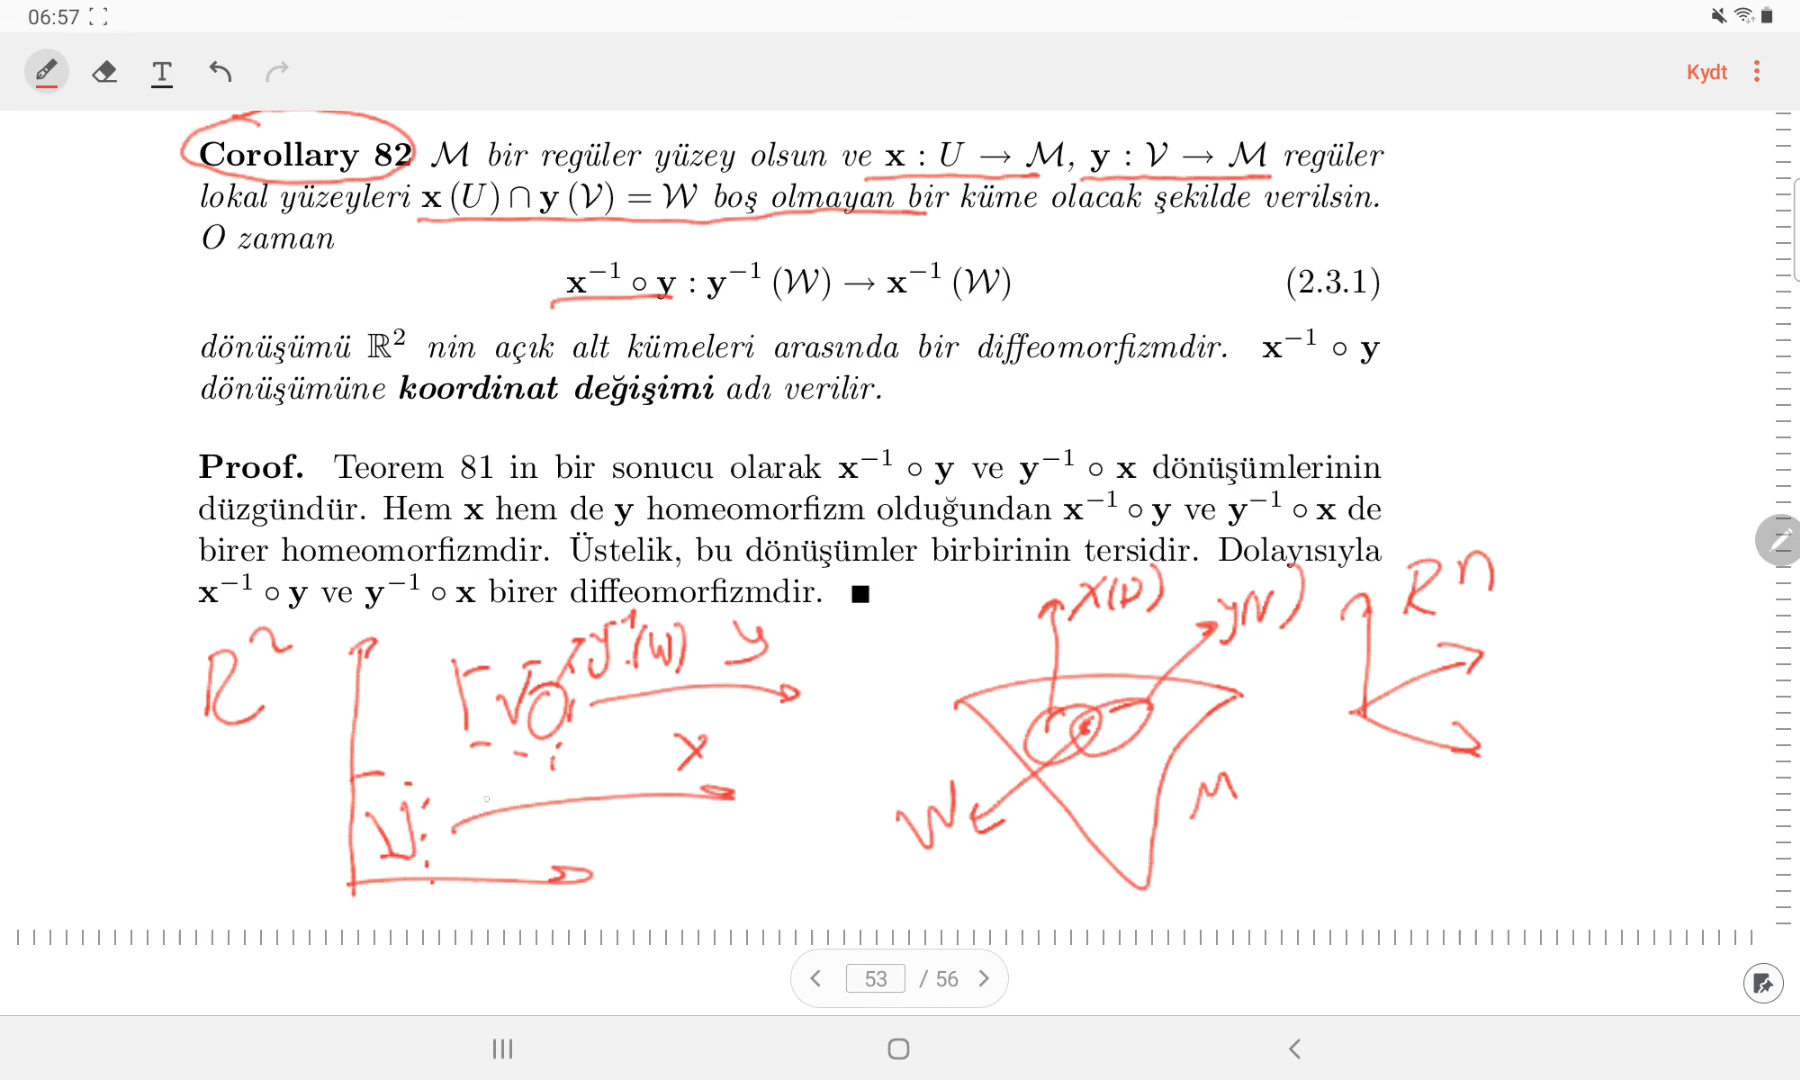 06:57
T
Kydt
Corollary 82 M bir regüler yüzey olsun ve x : U → M, y : V → M regüler
lokal yüzeyleri x (U) ∩ y (V) = W boş olmayan bir küme olacak şekilde verilsin.
O zaman
x⁻¹ ∘ y : y⁻¹ (W) → x⁻¹ (W) (2.3.1)
dönüşümü ℝ² nin açık alt kümeleri arasında bir diffeomorfizmdir. x⁻¹ ∘ y
dönüşümüne koordinat değişimi adı verilir.
Proof. Teorem 81 in bir sonucu olarak x⁻¹ ∘ y ve y⁻¹ ∘ x dönüşümlerinin
düzgündür. Hem x hem de y homeomorfizm olduğundan x⁻¹ ∘ y ve y⁻¹ ∘ x de
birer homeomorfizmdir. Üstelik, bu dönüşümler birbirinin tersidir. Dolayısıyla
x⁻¹ ∘ y ve y⁻¹ ∘ x birer diffeomorfizmdir. ■
R² V y⁻¹(W) y x(U) y(V) Rⁿ
x W M
U
53 / 56